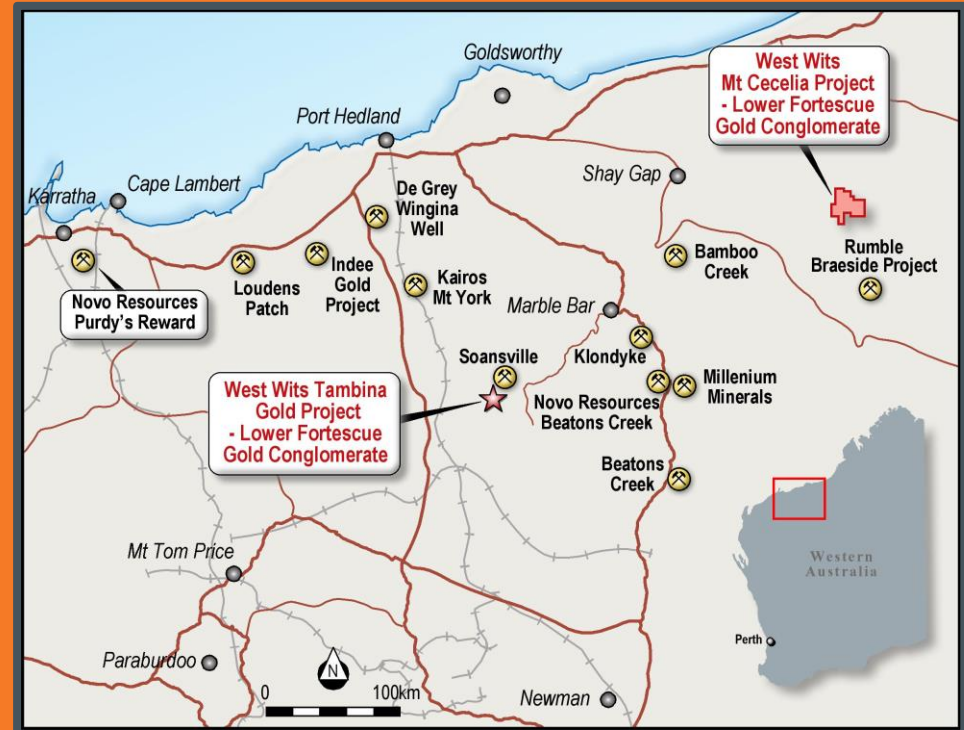 Goldsworthy
West Wits
Mt Cecelia Project
- Lower Fortescue
Gold Conglomerate
Port Hedland
Shay Gap
Karratha
Cape Lambert
De Grey
Wingina
Well
Bamboo
Creek
Rumble
Braeside Project
Loudens
Patch
Indee
Gold
Project
Kairos
Mt York
Novo Resources
Purdy's Reward
Marble Bar
Klondyke
Soansville
Millenium
Minerals
West Wits Tambina
Gold Project
- Lower Fortescue
Gold Conglomerate
Novo Resources
Beatons Creek
Beatons
Creek
Mt Tom Price
Western
Australia
Perth
Paraburdoo
N
0 100km
Newman